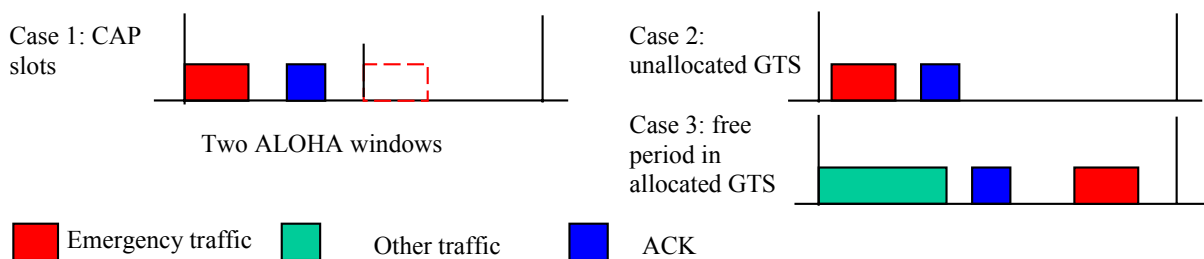 Case 1: CAP
slots
Two ALOHA windows
Case 2:
unallocated GTS
Case 3: free
period in
allocated GTS
Emergency traffic
Other traffic
ACK